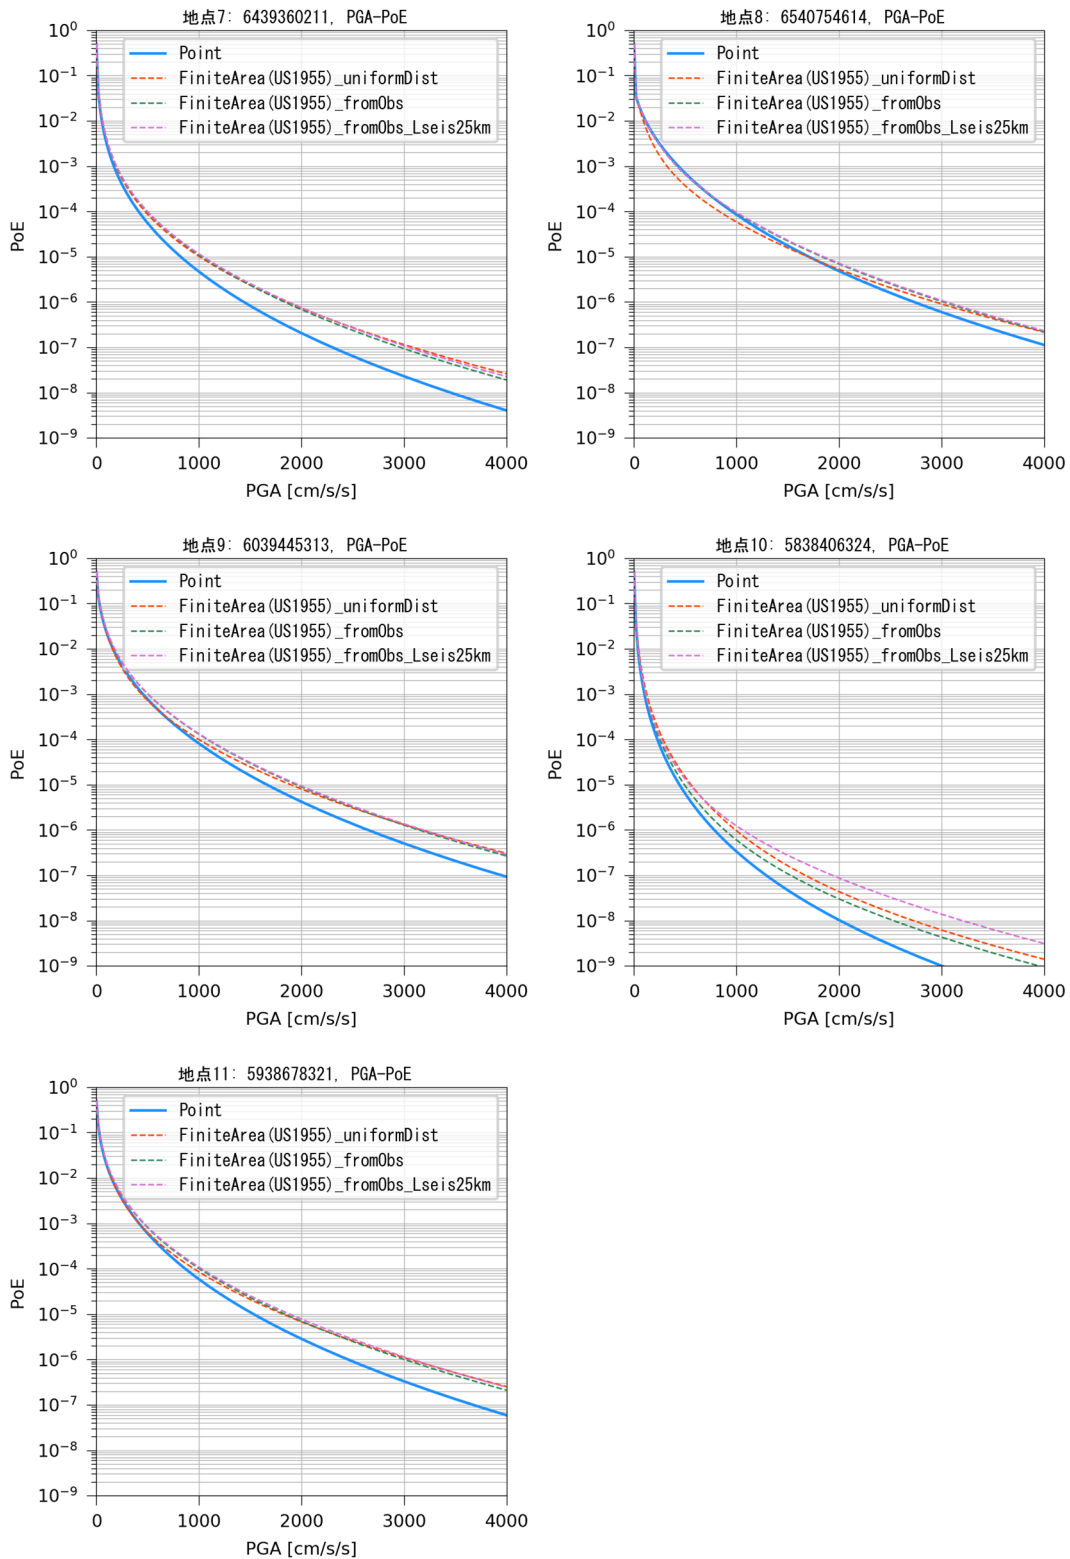 地点7: 6439360211, PGA-PoE
Point
FiniteArea(US1955)_uniformDist
FiniteArea(US1955)_fromObs
FiniteArea(US1955)_fromObs_Lseis25km
10⁰
10⁻¹
10⁻²
10⁻³
10⁻⁴
10⁻⁵
10⁻⁶
10⁻⁷
10⁻⁸
10⁻⁹
PoE
0 1000 2000 3000 4000
PGA [cm/s/s]
地点8: 6540754614, PGA-PoE
Point
FiniteArea(US1955)_uniformDist
FiniteArea(US1955)_fromObs
FiniteArea(US1955)_fromObs_Lseis25km
10⁰
10⁻¹
10⁻²
10⁻³
10⁻⁴
10⁻⁵
10⁻⁶
10⁻⁷
10⁻⁸
10⁻⁹
PoE
0 1000 2000 3000 4000
PGA [cm/s/s]
地点9: 6039445313, PGA-PoE
Point
FiniteArea(US1955)_uniformDist
FiniteArea(US1955)_fromObs
FiniteArea(US1955)_fromObs_Lseis25km
10⁰
10⁻¹
10⁻²
10⁻³
10⁻⁴
10⁻⁵
10⁻⁶
10⁻⁷
10⁻⁸
10⁻⁹
PoE
0 1000 2000 3000 4000
PGA [cm/s/s]
地点10: 5838406324, PGA-PoE
Point
FiniteArea(US1955)_uniformDist
FiniteArea(US1955)_fromObs
FiniteArea(US1955)_fromObs_Lseis25km
10⁰
10⁻¹
10⁻²
10⁻³
10⁻⁴
10⁻⁵
10⁻⁶
10⁻⁷
10⁻⁸
10⁻⁹
PoE
0 1000 2000 3000 4000
PGA [cm/s/s]
地点11: 5938678321, PGA-PoE
Point
FiniteArea(US1955)_uniformDist
FiniteArea(US1955)_fromObs
FiniteArea(US1955)_fromObs_Lseis25km
10⁰
10⁻¹
10⁻²
10⁻³
10⁻⁴
10⁻⁵
10⁻⁶
10⁻⁷
10⁻⁸
10⁻⁹
PoE
0 1000 2000 3000 4000
PGA [cm/s/s]